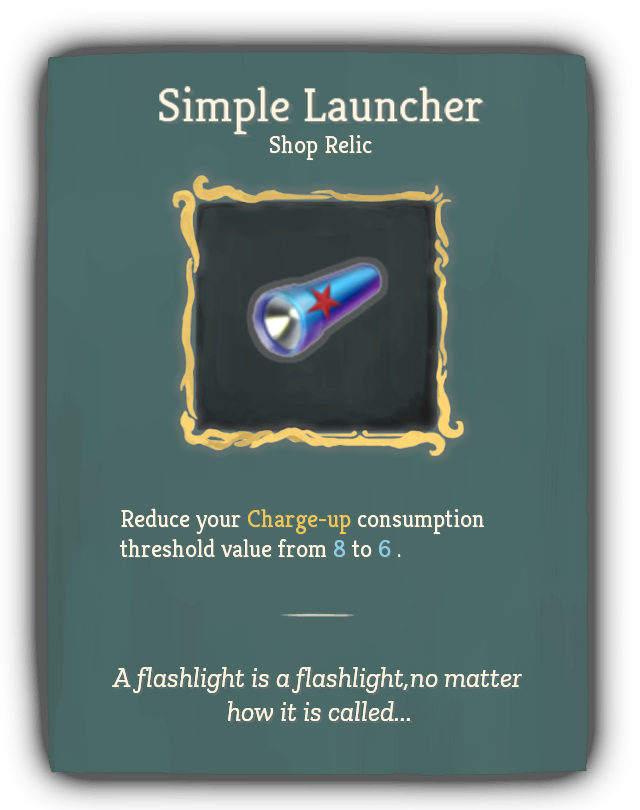 Simple Launcher
Shop Relic
Reduce your Charge-up consumption
threshold value from 8 to 6 .
A flashlight is a flashlight,no matter
how it is called...